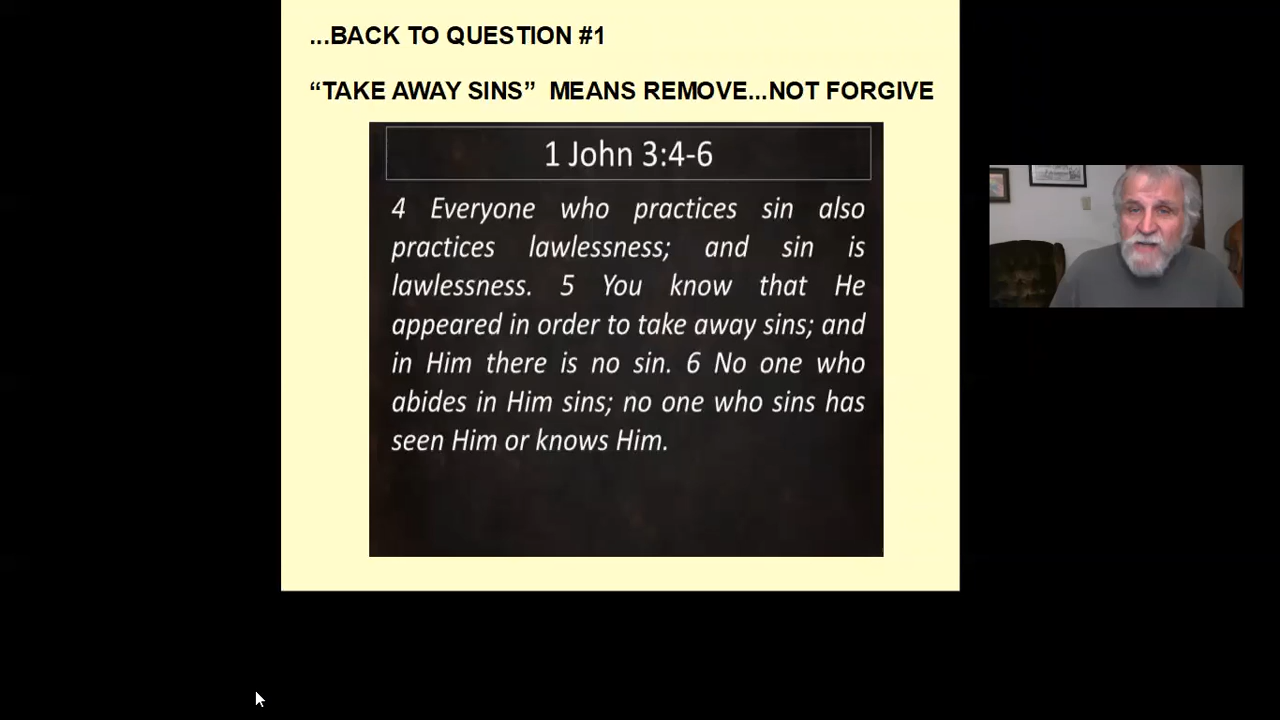 ...BACK TO QUESTION #1
“TAKE AWAY SINS” MEANS REMOVE...NOT FORGIVE
1 John 3:4-6
4 Everyone who practices sin also
practices lawlessness; and sin is
lawlessness. 5 You know that He
appeared in order to take away sins; and
in Him there is no sin. 6 No one who
abides in Him sins; no one who sins has
seen Him or knows Him.